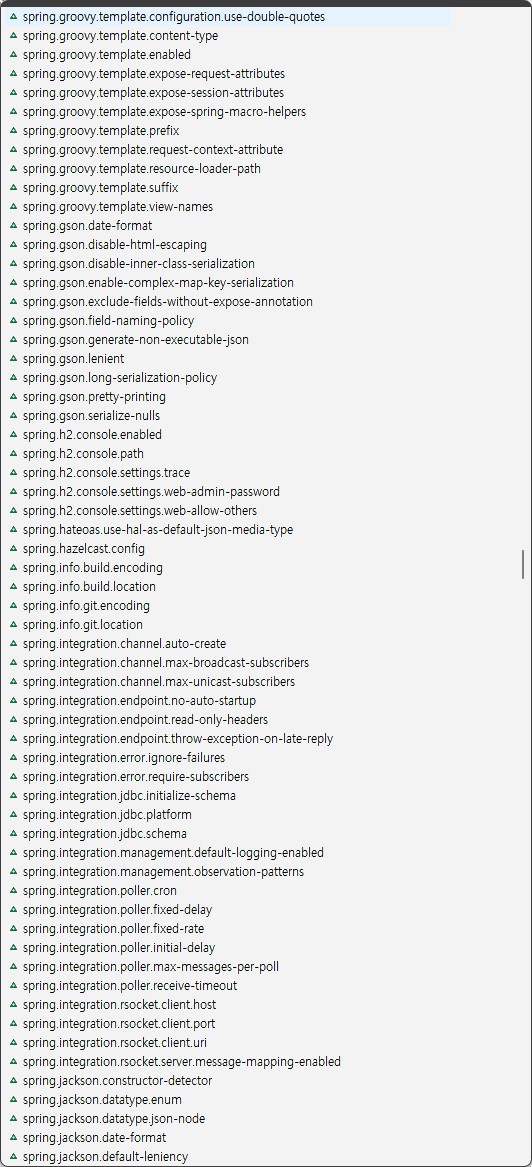 spring.groovy.template.configuration.use-double-quotes
spring.groovy.template.content-type
spring.groovy.template.enabled
spring.groovy.template.expose-request-attributes
spring.groovy.template.expose-session-attributes
spring.groovy.template.expose-spring-macro-helpers
spring.groovy.template.prefix
spring.groovy.template.request-context-attribute
spring.groovy.template.resource-loader-path
spring.groovy.template.suffix
spring.groovy.template.view-names
spring.gson.date-format
spring.gson.disable-html-escaping
spring.gson.disable-inner-class-serialization
spring.gson.enable-complex-map-key-serialization
spring.gson.exclude-fields-without-expose-annotation
spring.gson.field-naming-policy
spring.gson.generate-non-executable-json
spring.gson.lenient
spring.gson.long-serialization-policy
spring.gson.pretty-printing
spring.gson.serialize-nulls
spring.h2.console.enabled
spring.h2.console.path
spring.h2.console.settings.trace
spring.h2.console.settings.web-admin-password
spring.h2.console.settings.web-allow-others
spring.hateoas.use-hal-as-default-json-media-type
spring.hazelcast.config
spring.info.build.encoding
spring.info.build.location
spring.info.git.encoding
spring.info.git.location
spring.integration.channel.auto-create
spring.integration.channel.max-broadcast-subscribers
spring.integration.channel.max-unicast-subscribers
spring.integration.endpoint.no-auto-startup
spring.integration.endpoint.read-only-headers
spring.integration.endpoint.throw-exception-on-late-reply
spring.integration.error.ignore-failures
spring.integration.error.require-subscribers
spring.integration.jdbc.initialize-schema
spring.integration.jdbc.platform
spring.integration.jdbc.schema
spring.integration.management.default-logging-enabled
spring.integration.management.observation-patterns
spring.integration.poller.cron
spring.integration.poller.fixed-delay
spring.integration.poller.fixed-rate
spring.integration.poller.initial-delay
spring.integration.poller.max-messages-per-poll
spring.integration.poller.receive-timeout
spring.integration.rsocket.client.host
spring.integration.rsocket.client.port
spring.integration.rsocket.client.uri
spring.integration.rsocket.server.message-mapping-enabled
spring.jackson.constructor-detector
spring.jackson.datatype.enum
spring.jackson.datatype.json-node
spring.jackson.date-format
spring.jackson.default-leniency